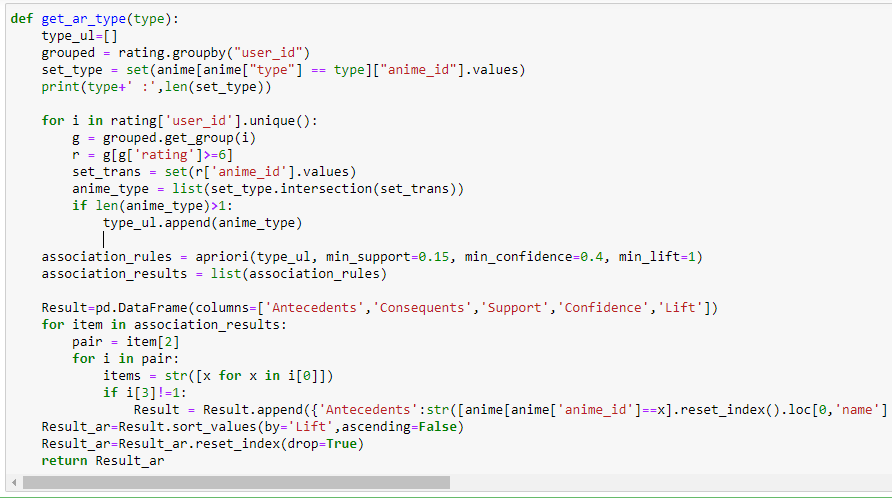 def get_ar_type(type):
    type_ul=[]
    grouped = rating.groupby("user_id")
    set_type = set(anime[anime["type"] == type]["anime_id"].values)
    print(type+' :',len(set_type))
    for i in rating['user_id'].unique():
        g = grouped.get_group(i)
        r = g[g['rating']>=6]
        set_trans = set(r['anime_id'].values)
        anime_type = list(set_type.intersection(set_trans))
        if len(anime_type)>1:
            type_ul.append(anime_type)
    association_rules = apriori(type_ul, min_support=0.15, min_confidence=0.4, min_lift=1)
    association_results = list(association_rules)
    Result=pd.DataFrame(columns=['Antecedents','Consequents','Support','Confidence','Lift'])
    for item in association_results:
        pair = item[2]
        for i in pair:
            items = str([x for x in i[0]])
            if i[3]!=1:
                Result = Result.append({'Antecedents':str([anime[anime['anime_id']==x].reset_index().loc[0,'name']
    Result_ar=Result.sort_values(by='Lift',ascending=False)
    Result_ar=Result_ar.reset_index(drop=True)
    return Result_ar